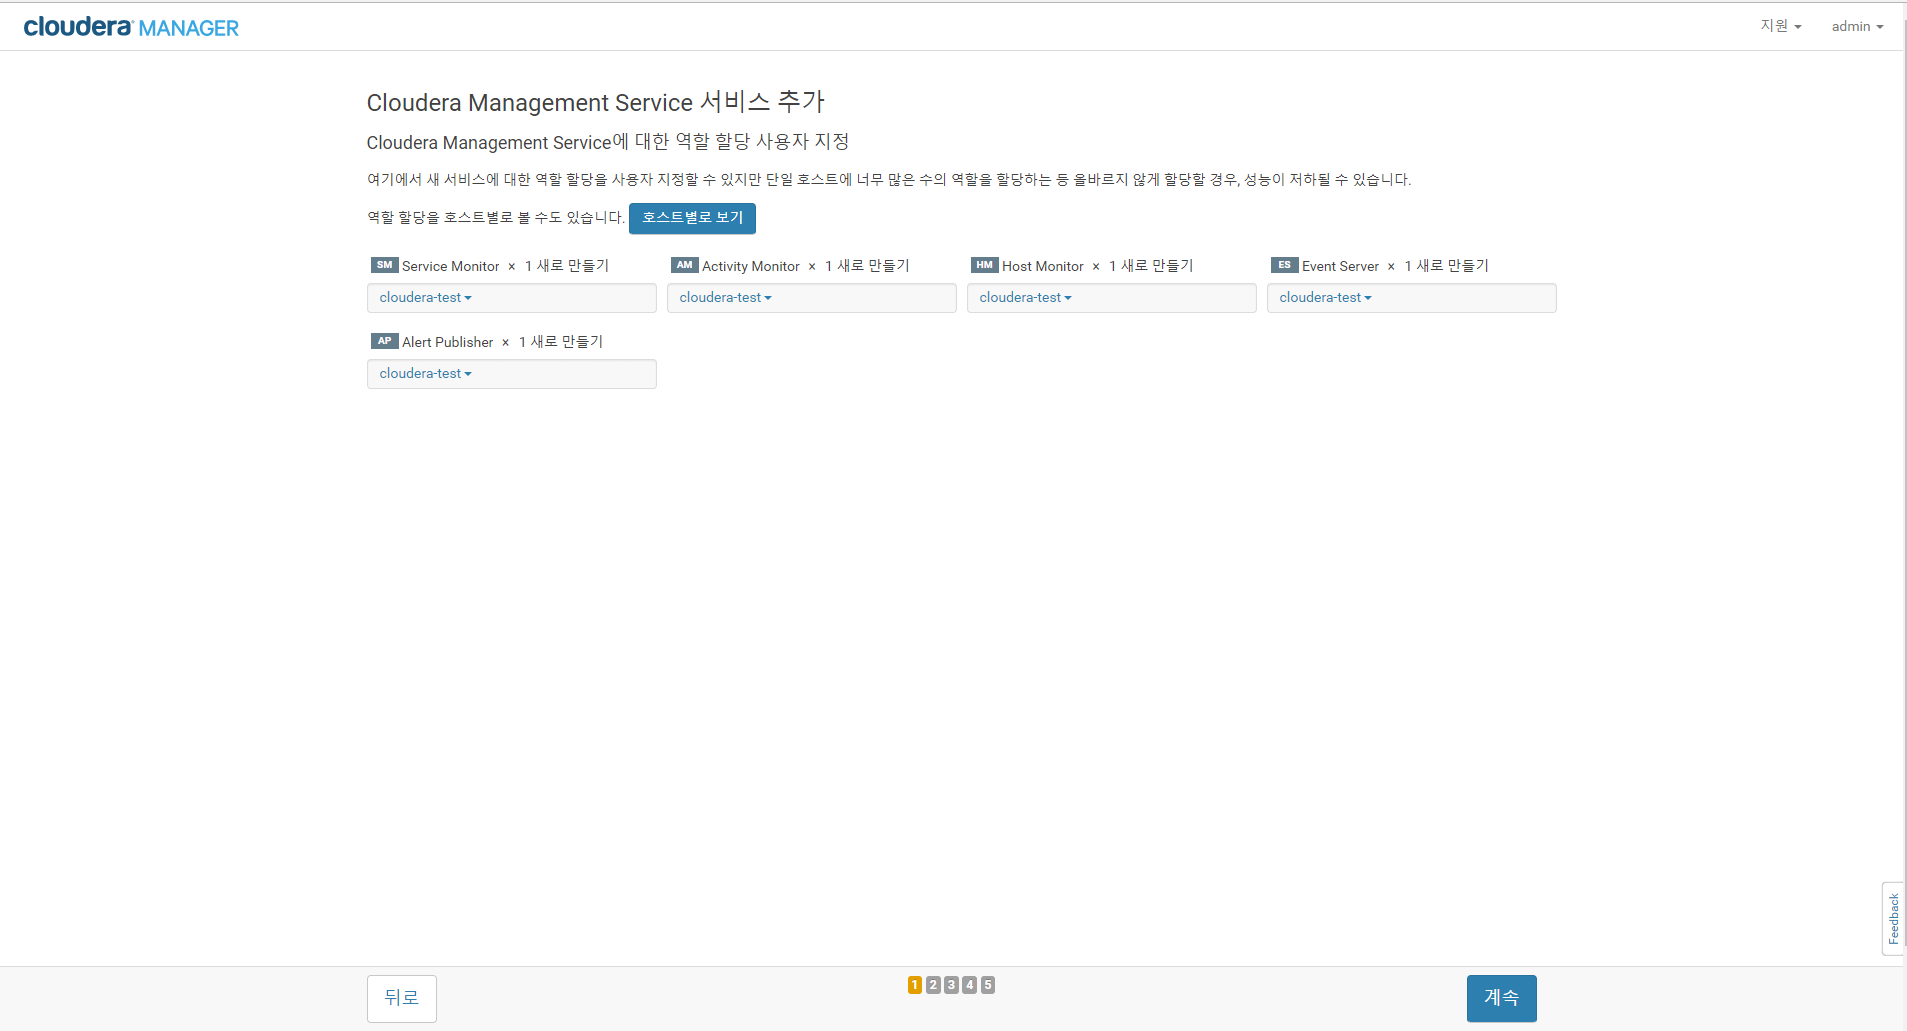 cloudera MANAGER
지원 admin
Cloudera Management Service 서비스 추가
Cloudera Management Service에 대한 역할 할당 사용자 지정
여기에서 새 서비스에 대한 역할 할당을 사용자 지정할 수 있지만 단일 호스트에 너무 많은 수의 역할을 할당하는 등 올바르지 않게 할당할 경우, 성능이 저하될 수 있습니다.
역할 할당을 호스트별로 볼 수도 있습니다. 호스트별로 보기
SM Service Monitor × 1 새로 만들기 AM Activity Monitor × 1 새로 만들기 HM Host Monitor × 1 새로 만들기 ES Event Server × 1 새로 만들기
cloudera-test cloudera-test cloudera-test cloudera-test
AP Alert Publisher × 1 새로 만들기
cloudera-test
Feedback
뒤로 1 2 3 4 5 계속